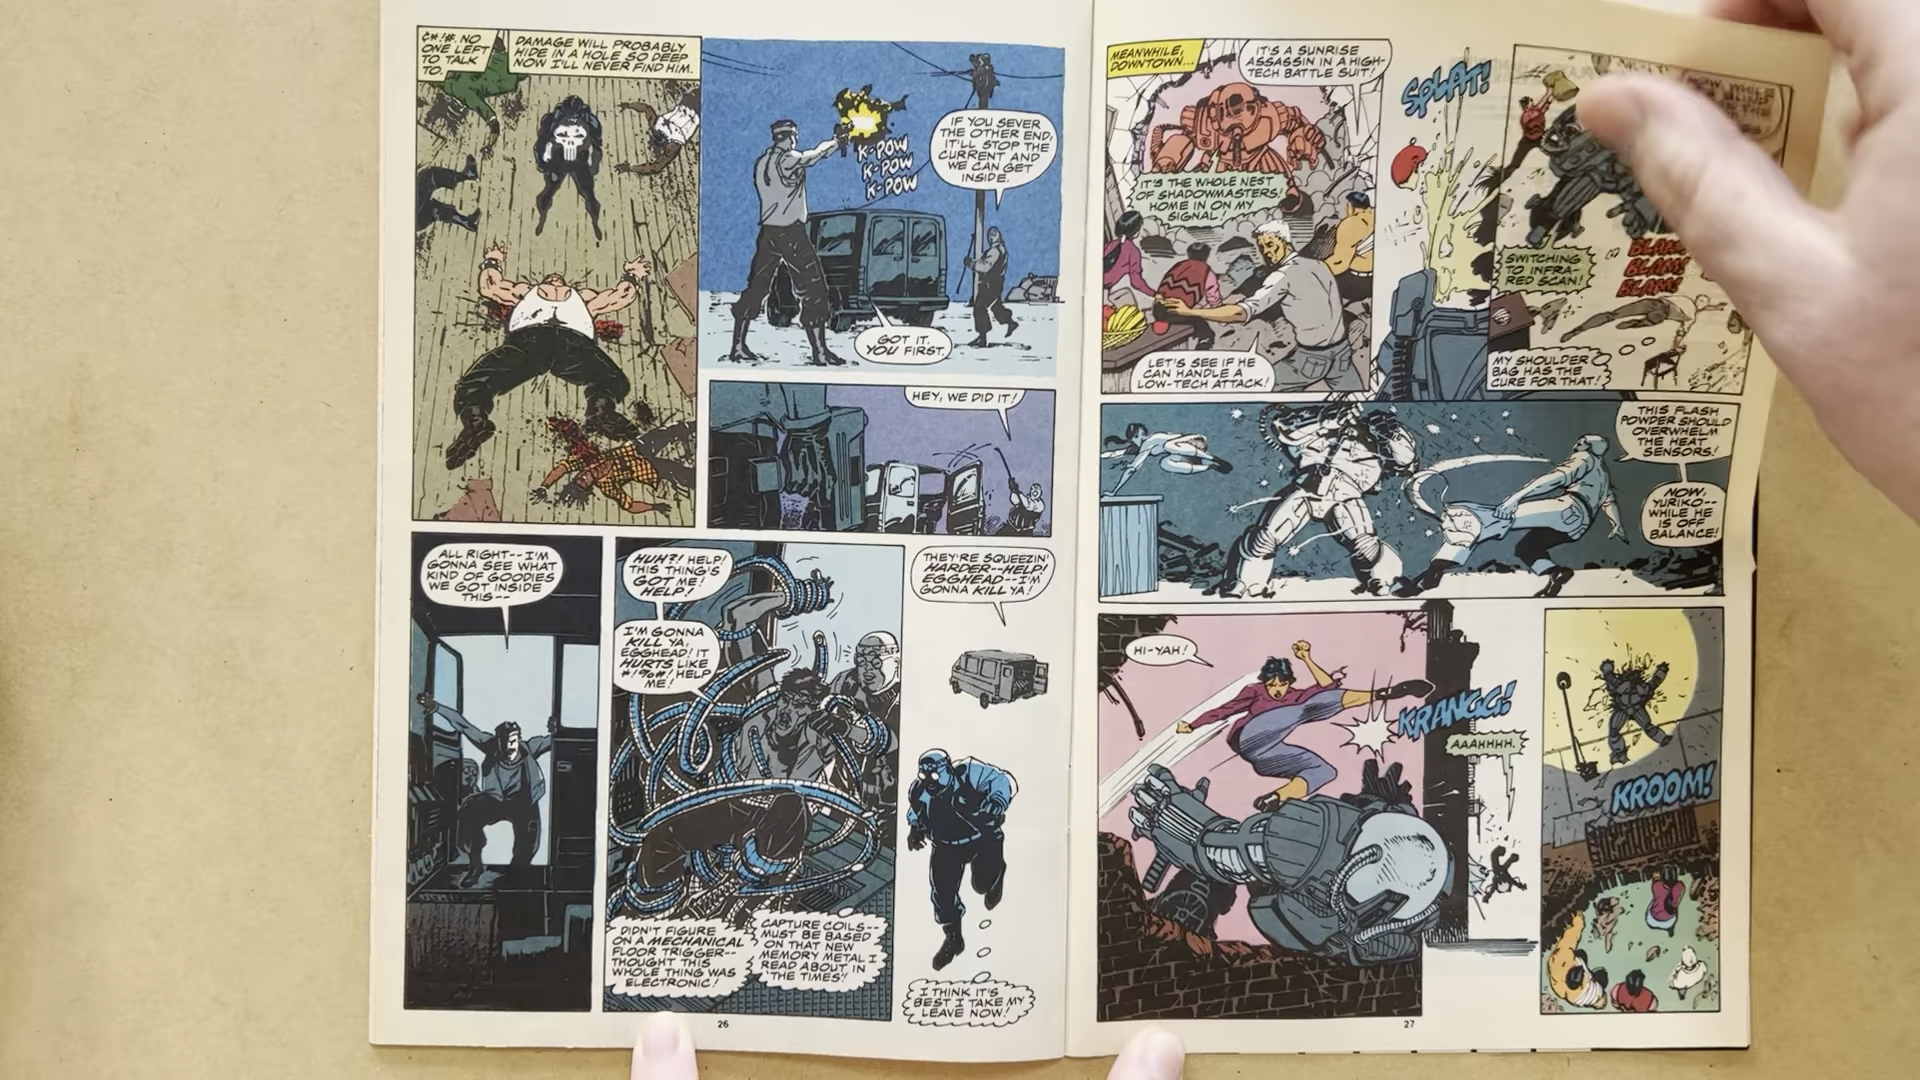 ¢*!#. NO
ONE LEFT
TO TALK
TO.
DAMAGE WILL PROBABLY
HIDE IN A HOLE SO DEEP
NOW I'LL NEVER FIND HIM.
K-POW
K-POW
K-POW
IF YOU SEVER
THE OTHER END,
IT'LL STOP THE
CURRENT AND
WE CAN GET
INSIDE.
GOT IT.
YOU FIRST.
HEY, WE DID IT!
ALL RIGHT--I'M
GONNA SEE WHAT
KIND OF GOODIES
WE GOT INSIDE
THIS--
HUH?! HELP!
THIS THING'S
GOT ME!
HELP!
I'M GONNA
KILL YA,
EGGHEAD! IT
HURTS LIKE
*!%#! HELP
ME!
DIDN'T FIGURE
ON A MECHANICAL
FLOOR TRIGGER--
THOUGHT THIS
WHOLE THING WAS
ELECTRONIC!
CAPTURE COILS--
MUST BE BASED
ON THAT NEW
MEMORY METAL I
READ ABOUT IN
"THE TIMES"!
THEY'RE SQUEEZIN'
HARDER--HELP!
EGGHEAD--I'M
GONNA KILL YA!
I THINK IT'S
BEST I TAKE MY
LEAVE NOW!
26
MEANWHILE,
DOWNTOWN...
IT'S A SUNRISE
ASSASSIN IN A HIGH-
TECH BATTLE SUIT!
IT'S THE WHOLE NEST
OF SHADOWMASTERS!
HOME IN ON MY
SIGNAL!
LET'S SEE IF HE
CAN HANDLE A
LOW-TECH ATTACK!
SPLAT!
NOW WHILE
SWITCHING
TO INFRA-
RED SCAN!
BLAM!
BLAM!
BLAM!
MY SHOULDER
BAG HAS THE
CURE FOR THAT!
THIS FLASH
POWDER SHOULD
OVERWHELM
THE HEAT
SENSORS!
NOW,
YURIKO--
WHILE HE
IS OFF
BALANCE!
HI-YAH!
KRANGG!
AAAHHHH.
KROOM!
27